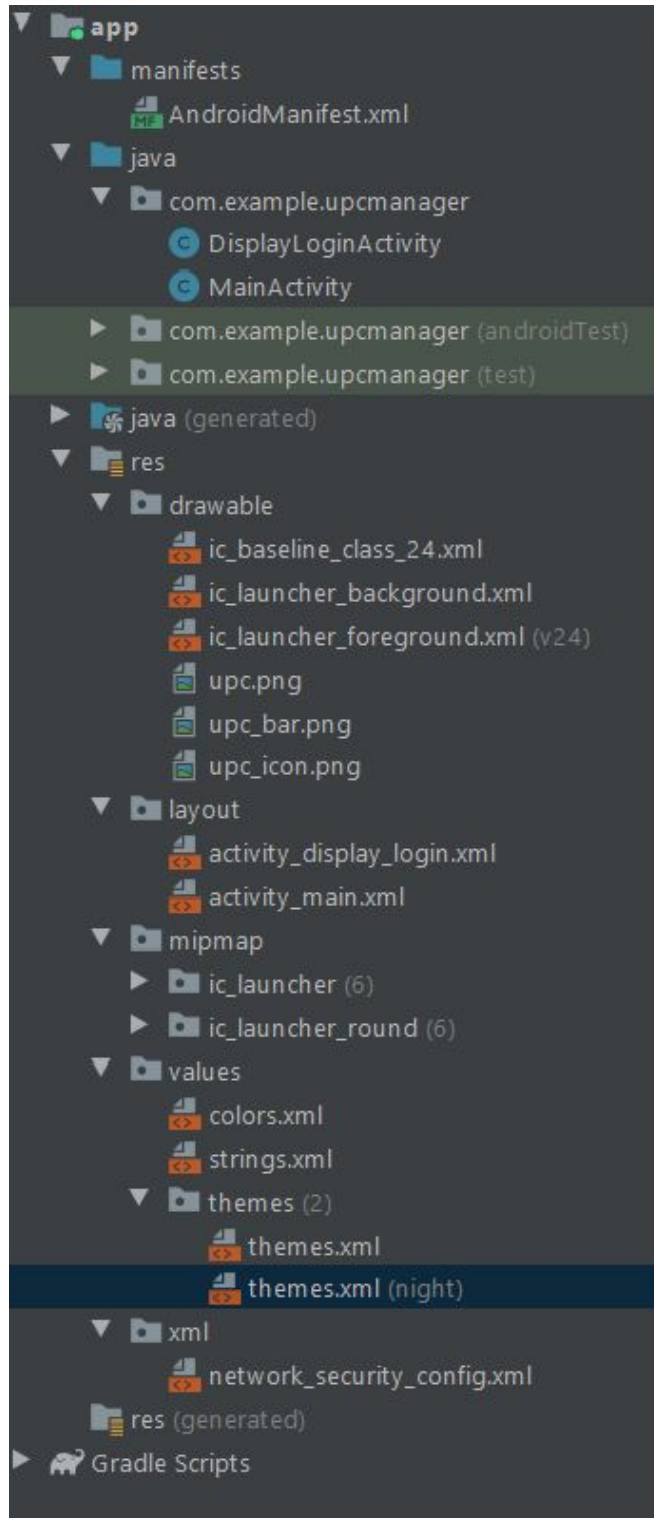 app
manifests
MF AndroidManifest.xml
java
com.example.upcmanager
C DisplayLoginActivity
C MainActivity
com.example.upcmanager (androidTest)
com.example.upcmanager (test)
java (generated)
res
drawable
ic_baseline_class_24.xml
ic_launcher_background.xml
ic_launcher_foreground.xml (v24)
upc.png
upc_bar.png
upc_icon.png
layout
activity_display_login.xml
activity_main.xml
mipmap
ic_launcher (6)
ic_launcher_round (6)
values
colors.xml
strings.xml
themes (2)
themes.xml
themes.xml (night)
xml
network_security_config.xml
res (generated)
Gradle Scripts